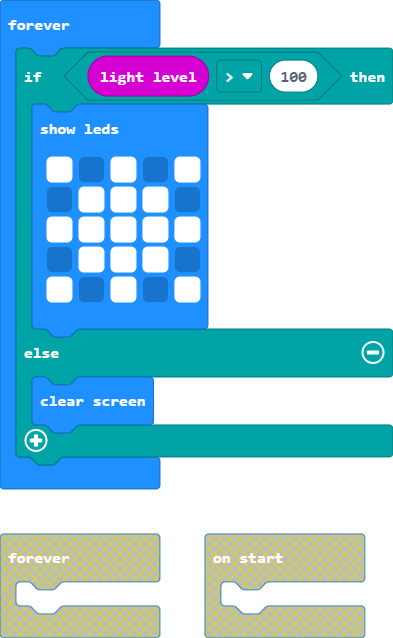 forever
if light level > 100 then
show leds
else
clear screen
forever on start